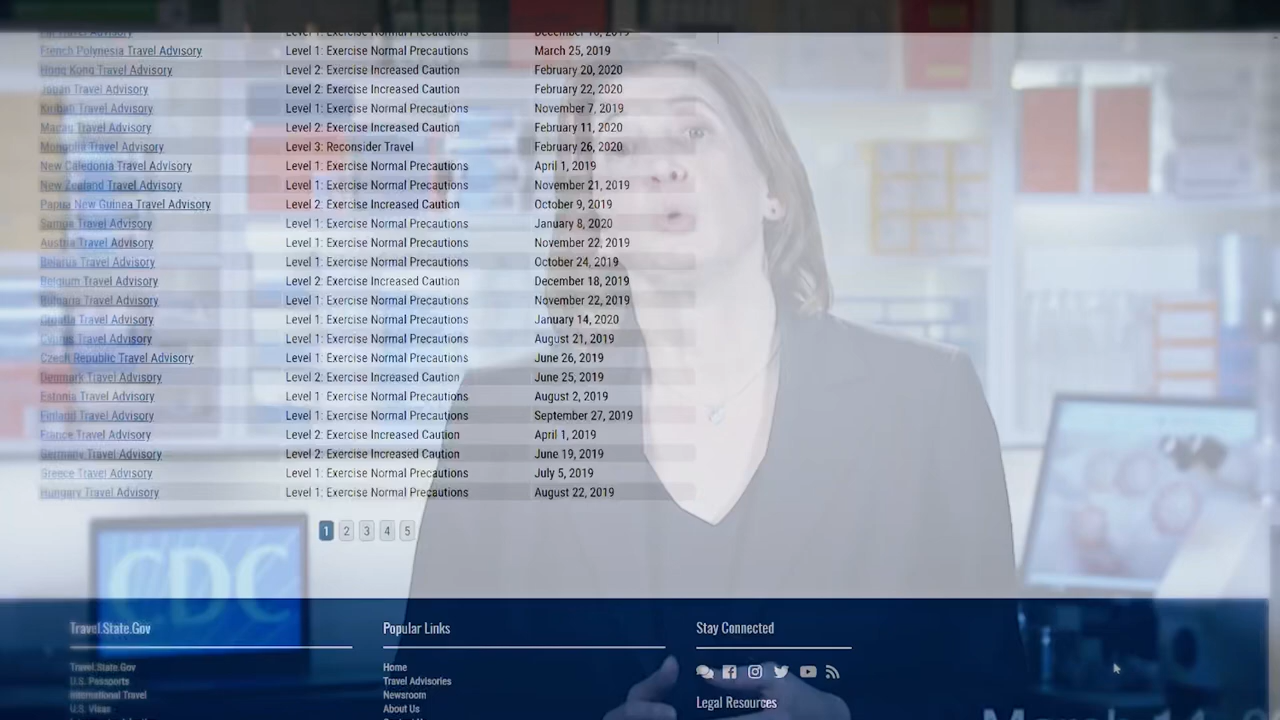 Fiji Travel Advisory Level 1: Exercise Normal Precautions December 16, 2019
French Polynesia Travel Advisory Level 1: Exercise Normal Precautions March 25, 2019
Hong Kong Travel Advisory Level 2: Exercise Increased Caution February 20, 2020
Japan Travel Advisory Level 2: Exercise Increased Caution February 22, 2020
Kiribati Travel Advisory Level 1: Exercise Normal Precautions November 7, 2019
Macau Travel Advisory Level 2: Exercise Increased Caution February 11, 2020
Mongolia Travel Advisory Level 3: Reconsider Travel February 26, 2020
New Caledonia Travel Advisory Level 1: Exercise Normal Precautions April 1, 2019
New Zealand Travel Advisory Level 1: Exercise Normal Precautions November 21, 2019
Papua New Guinea Travel Advisory Level 2: Exercise Increased Caution October 9, 2019
Samoa Travel Advisory Level 1: Exercise Normal Precautions January 8, 2020
Austria Travel Advisory Level 1: Exercise Normal Precautions November 22, 2019
Belarus Travel Advisory Level 1: Exercise Normal Precautions October 24, 2019
Belgium Travel Advisory Level 2: Exercise Increased Caution December 18, 2019
Bulgaria Travel Advisory Level 1: Exercise Normal Precautions November 22, 2019
Croatia Travel Advisory Level 1: Exercise Normal Precautions January 14, 2020
Cyprus Travel Advisory Level 1: Exercise Normal Precautions August 21, 2019
Czech Republic Travel Advisory Level 1: Exercise Normal Precautions June 26, 2019
Denmark Travel Advisory Level 2: Exercise Increased Caution June 25, 2019
Estonia Travel Advisory Level 1: Exercise Normal Precautions August 2, 2019
Finland Travel Advisory Level 1: Exercise Normal Precautions September 27, 2019
France Travel Advisory Level 2: Exercise Increased Caution April 1, 2019
Germany Travel Advisory Level 2: Exercise Increased Caution June 19, 2019
Greece Travel Advisory Level 1: Exercise Normal Precautions July 5, 2019
Hungary Travel Advisory Level 1: Exercise Normal Precautions August 22, 2019
1 2 3 4 5
CDC
Travel.State.Gov Popular Links Stay Connected
Travel.State.Gov Home
U.S. Passports Travel Advisories
International Travel Newsroom Legal Resources
U.S. Visas About Us